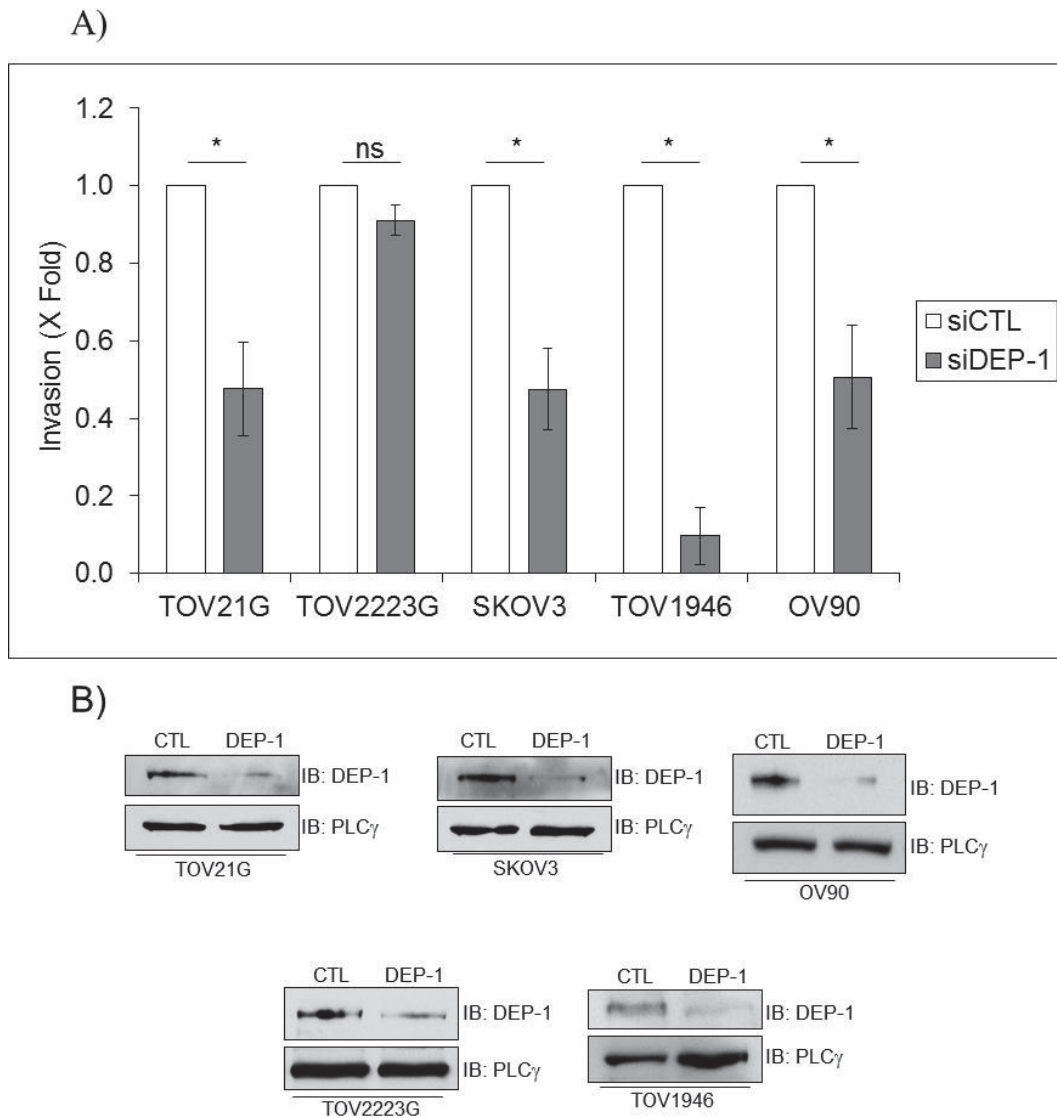 A)
1.2
* ns * * *
1.0
0.8
0.6
0.4
0.2
0.0
Invasion (X Fold)
siCTL
siDEP-1
TOV21G TOV2223G SKOV3 TOV1946 OV90
B)
CTL DEP-1
IB: DEP-1
IB: PLCγ
TOV21G
CTL DEP-1
IB: DEP-1
IB: PLCγ
SKOV3
CTL DEP-1
IB: DEP-1
IB: PLCγ
OV90
CTL DEP-1
IB: DEP-1
IB: PLCγ
TOV2223G
CTL DEP-1
IB: DEP-1
IB: PLCγ
TOV1946